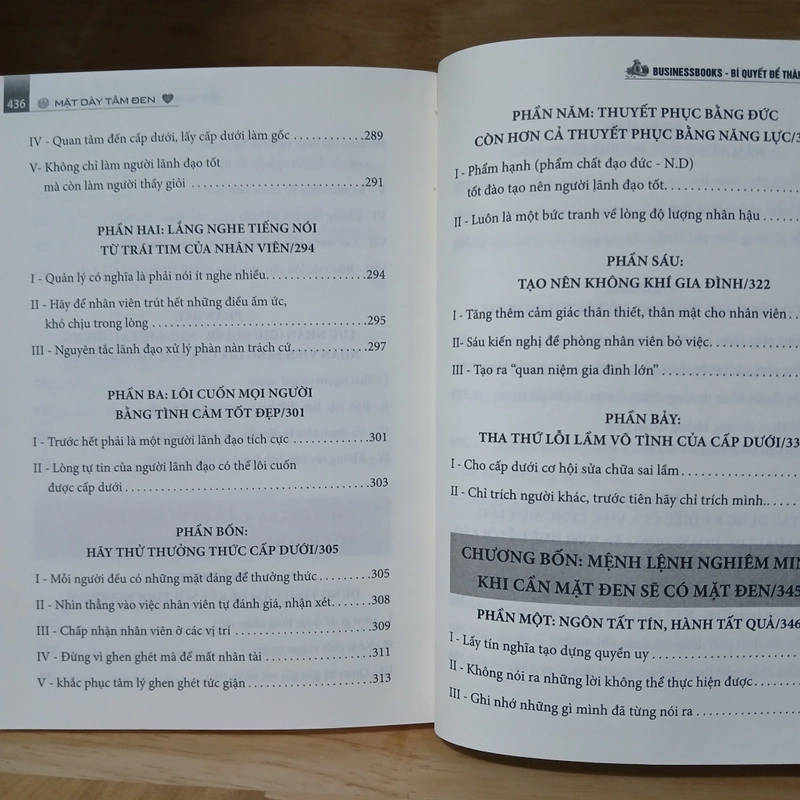 436 MẶT DÀY TÂM ĐEN
IV - Quan tâm đến cấp dưới, lấy cấp dưới làm gốc ............289
V- Không chỉ làm người lãnh đạo tốt
mà còn làm người thầy giỏi ............................291
PHẦN HAI: LẮNG NGHE TIẾNG NÓI
TỪ TRÁI TIM CỦA NHÂN VIÊN/294
I - Quản lý có nghĩa là phải nói ít nghe nhiều..................294
II - Hãy để nhân viên trút hết những điều ấm ức,
khó chịu trong lòng ....................................295
III - Nguyên tắc lãnh đạo xử lý phàn nàn trách cứ.............297
PHẦN BA: LÔI CUỐN MỌI NGƯỜI
BẰNG TÌNH CẢM TỐT ĐẸP/301
I - Trước hết phải là một người lãnh đạo tích cực ..............301
II - Lòng tự tin của người lãnh đạo có thể lôi cuốn
được cấp dưới ..........................................303
PHẦN BỐN:
HÃY THỬ THƯỞNG THỨC CẤP DƯỚI/305
I - Mỗi người đều có những mặt đáng để thưởng thức..........305
II - Nhìn thẳng vào việc nhân viên tự đánh giá, nhận xét.......308
III - Chấp nhận nhân viên ở các vị trí ........................309
IV - Đừng vì ghen ghét mà để mất nhân tài ..................311
V - khắc phục tâm lý ghen ghét tức giận.....................313
BUSINESSBOOKS - BÍ QUYẾT ĐỂ
PHẦN NĂM: THUYẾT PHỤC BẰNG ĐỨC
CÒN HƠN CẢ THUYẾT PHỤC BẰNG NĂNG LỰC/
I - Phẩm hạnh (phẩm chất đạo đức - N.D)
tốt đào tạo nên người lãnh đạo tốt...................
II - Luôn là một bức tranh về lòng độ lượng nhân hậu .....
PHẦN SÁU:
TẠO NÊN KHÔNG KHÍ GIA ĐÌNH/322
I - Tăng thêm cảm giác thân thiết, thân mật cho nhân viên..
II- Sáu kiến nghị để phòng nhân viên bỏ việc.............
III - Tạo ra "quan niệm gia đình lớn" ....................
PHẦN BẢY:
THA THỨ LỖI LẦM VÔ TÌNH CỦA CẤP DƯỚI/33
I - Cho cấp dưới cơ hội sửa chữa sai lầm ................
II - Chỉ trích người khác, trước tiên hãy chỉ trích mình......
CHƯƠNG BỐN: MỆNH LỆNH NGHIÊM
KHI CẦN MẶT ĐEN SẼ CÓ MẶT ĐEN/345
PHẦN MỘT: NGÔN TẤT TÍN, HÀNH TẤT QUẢ/346
I - Lấy tín nghĩa tạo dựng quyền uy ....................
II - Không nói ra những lời không thể thực hiện được......
III - Ghi nhớ những gì mình đã từng nói ra ..............